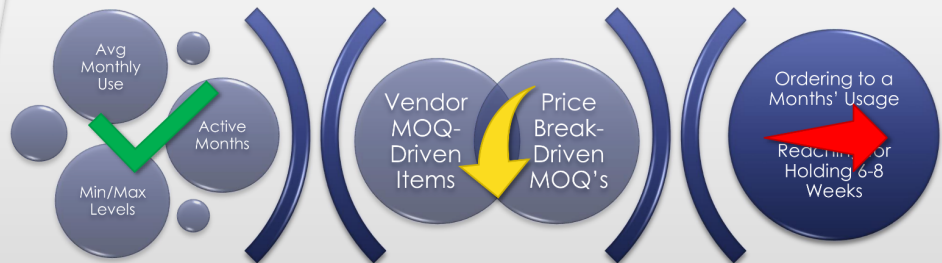 Avg
Monthly
Use
Active
Months
Min/Max
Levels
Vendor
MOQ-
Driven
Items
Price
Break-
Driven
MOQ's
Ordering to a
Months' Usage
Holding 6-8
Weeks